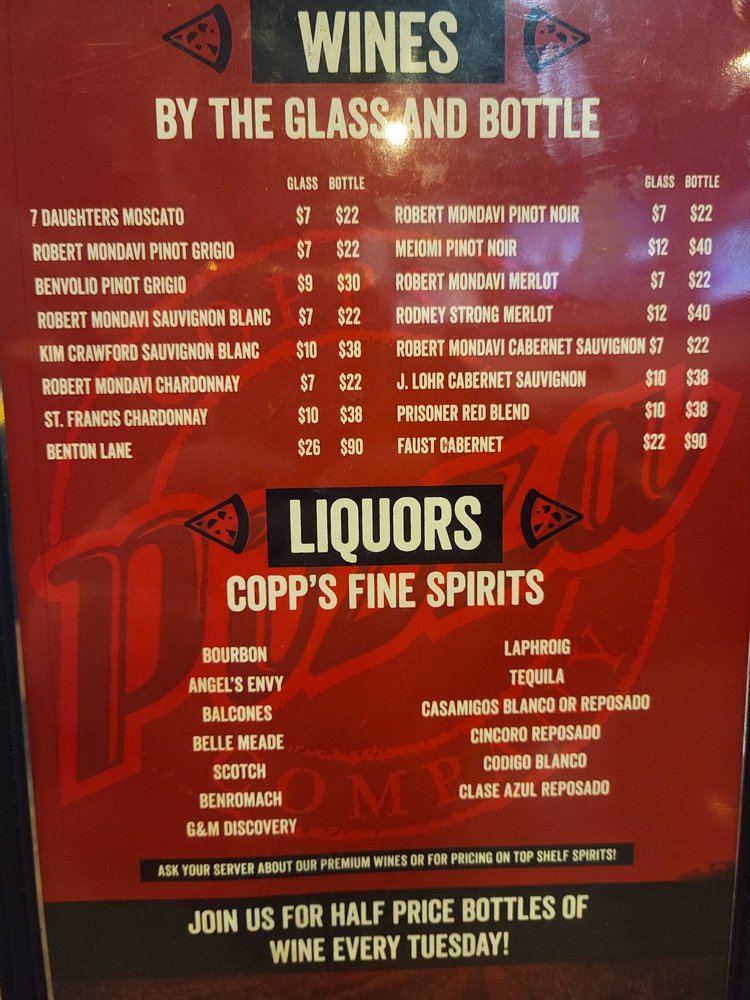 WINES
BY THE GLASS AND BOTTLE
GLASS BOTTLE
7 DAUGHTERS MOSCATO $7 $22
ROBERT MONDAVI PINOT GRIGIO $7 $22
BENVOLIO PINOT GRIGIO $9 $30
ROBERT MONDAVI SAUVIGNON BLANC $7 $22
KIM CRAWFORD SAUVIGNON BLANC $10 $38
ROBERT MONDAVI CHARDONNAY $7 $22
ST. FRANCIS CHARDONNAY $10 $38
BENTON LANE $26 $90
GLASS BOTTLE
ROBERT MONDAVI PINOT NOIR $7 $22
MEIOMI PINOT NOIR $12 $40
ROBERT MONDAVI MERLOT $7 $22
RODNEY STRONG MERLOT $12 $40
ROBERT MONDAVI CABERNET SAUVIGNON $7 $22
J. LOHR CABERNET SAUVIGNON $10 $38
PRISONER RED BLEND $10 $38
FAUST CABERNET $22 $90
pizza
COMPANY
LIQUORS
COPP'S FINE SPIRITS
BOURBON
ANGEL'S ENVY
BALCONES
BELLE MEADE
SCOTCH
BENROMACH
G&M DISCOVERY
LAPHROIG
TEQUILA
CASAMIGOS BLANCO OR REPOSADO
CINCORO REPOSADO
CODIGO BLANCO
CLASE AZUL REPOSADO
ASK YOUR SERVER ABOUT OUR PREMIUM WINES OR FOR PRICING ON TOP SHELF SPIRITS!
JOIN US FOR HALF PRICE BOTTLES OF
WINE EVERY TUESDAY!